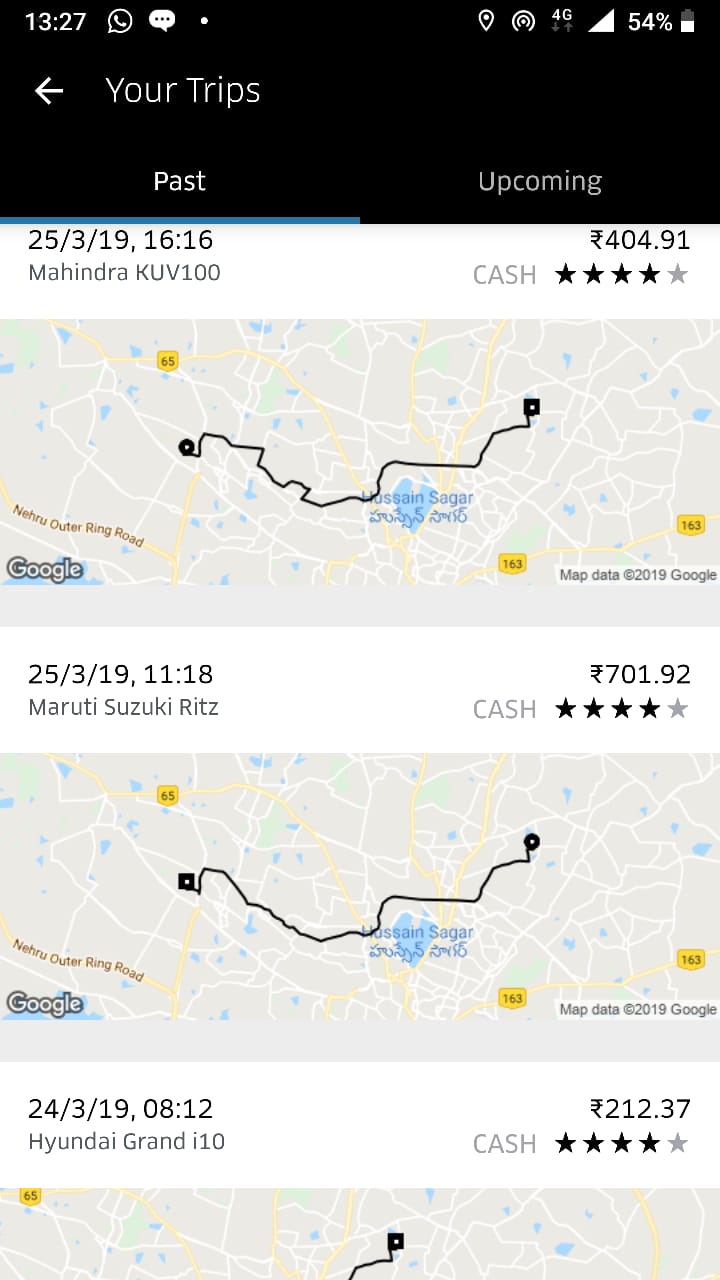 13:27
4G
54%
Your Trips
Past
Upcoming
25/3/19, 16:16
₹404.91
Mahindra KUV100
CASH
65
Hussain Sagar
హుస్సేన్ సాగర్
Nehru Outer Ring Road
163
163
Google
Map data ©2019 Google
25/3/19, 11:18
₹701.92
Maruti Suzuki Ritz
CASH
65
Hussain Sagar
హుస్సేన్ సాగర్
Nehru Outer Ring Road
163
163
Google
Map data ©2019 Google
24/3/19, 08:12
₹212.37
Hyundai Grand i10
CASH
65